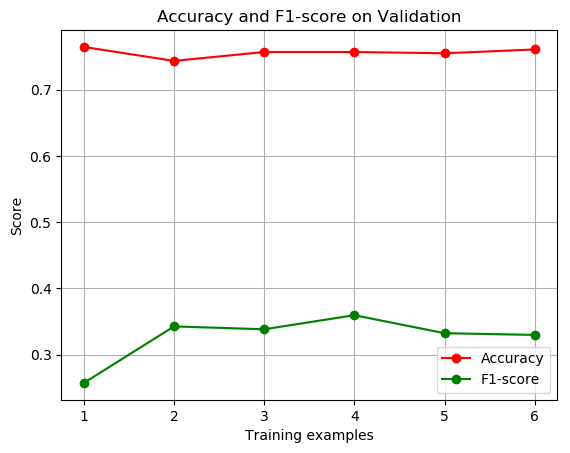 Accuracy and F1-score on Validation
Score
0.7
0.6
0.5
0.4
0.3
Accuracy
F1-score
1 2 3 4 5 6
Training examples